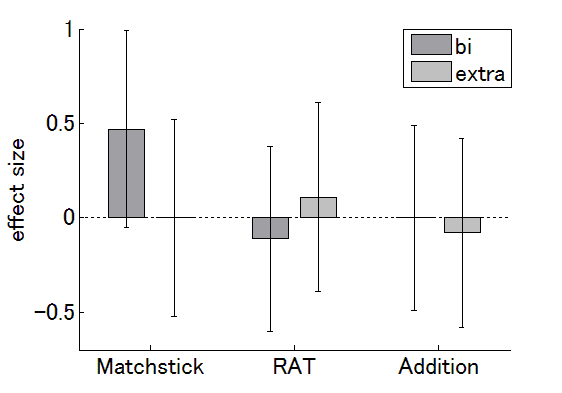 1
bi
extra
0.5
effect size
0
−0.5
Matchstick RAT Addition